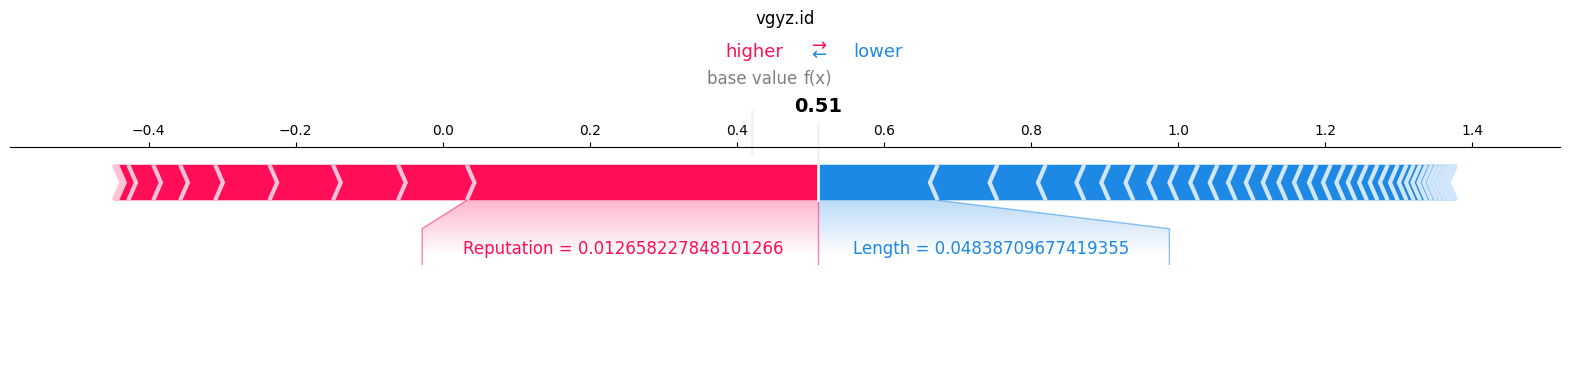 vgyz.id
higher ⇄ lower
base value f(x)
0.51
−0.4 −0.2 0.0 0.2 0.4 0.6 0.8 1.0 1.2 1.4
Reputation = 0.012658227848101266 Length = 0.04838709677419355